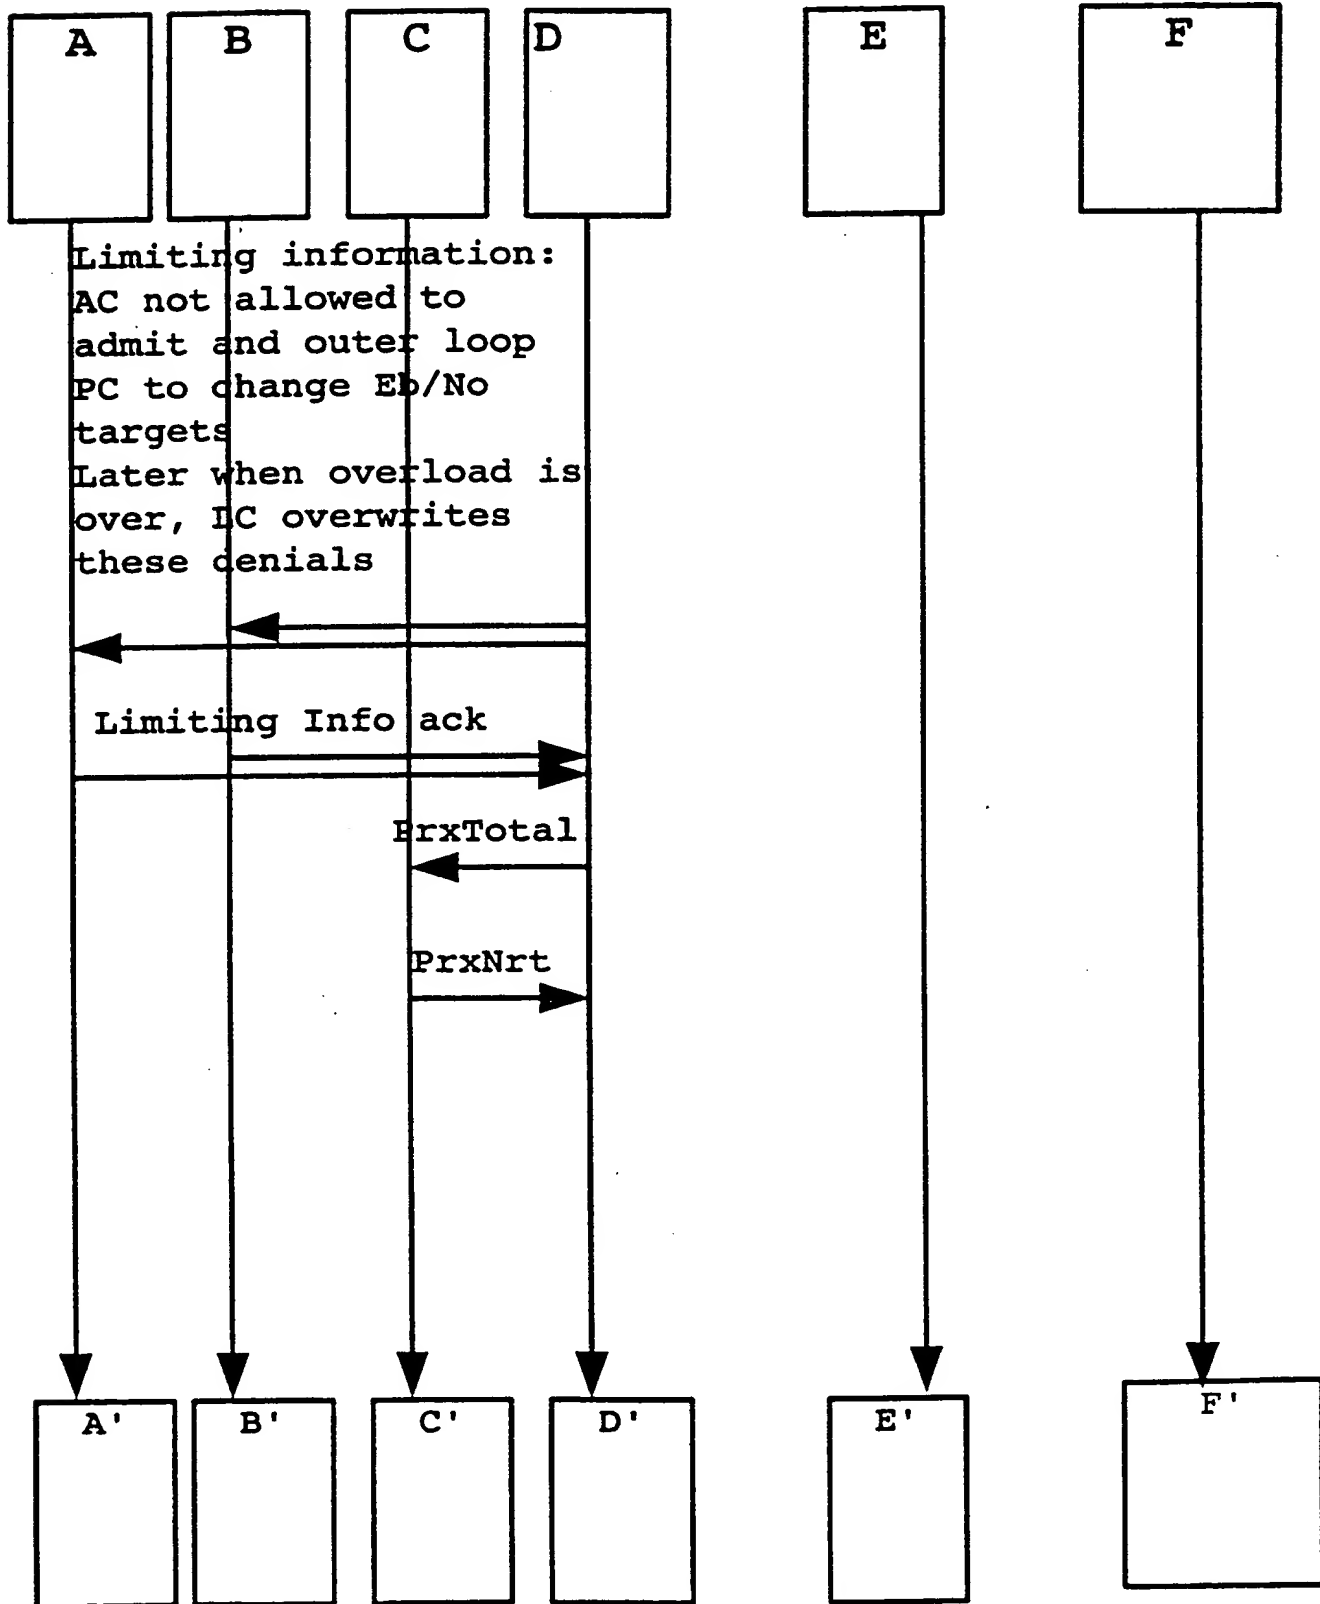 A B C D E F
Limiting information:
AC not allowed to
admit and outer loop
PC to change Eb/No
targets
Later when overload is
over, LC overwrites
these denials
Limiting Info ack
PrxTotal
PrxNrt
A' B' C' D' E' F'